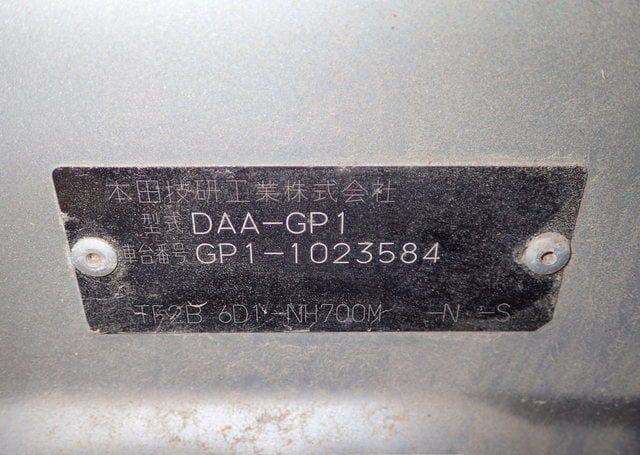 本田技研工業株式会社
型式 DAA-GP1
車台番号 GP1-1023584
TF2B 6D1 -NH700M -N -S